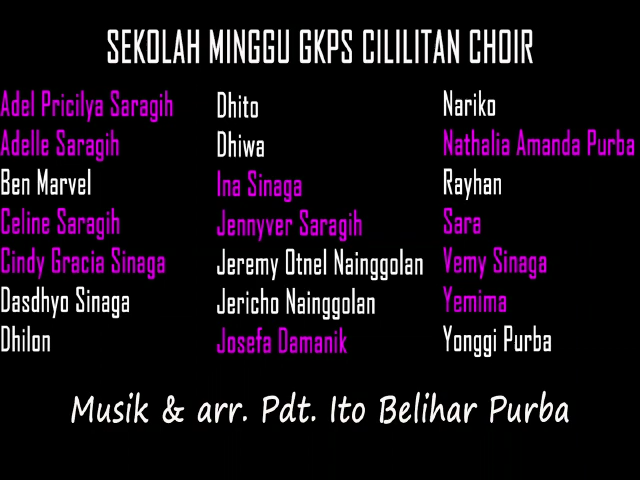 SEKOLAH MINGGU GKPS CILILITAN CHOIR
Adel Pricilya Saragih
Adelle Saragih
Ben Marvel
Celine Saragih
Cindy Gracia Sinaga
Dasdhyo Sinaga
Dhilon
Dhito
Dhiwa
Ina Sinaga
Jennyver Saragih
Jeremy Otnel Nainggolan
Jericho Nainggolan
Josefa Damanik
Nariko
Nathalia Amanda Purba
Rayhan
Sara
Vemy Sinaga
Yemima
Yonggi Purba
Musik & arr. Pdt. Ito Belihar Purba